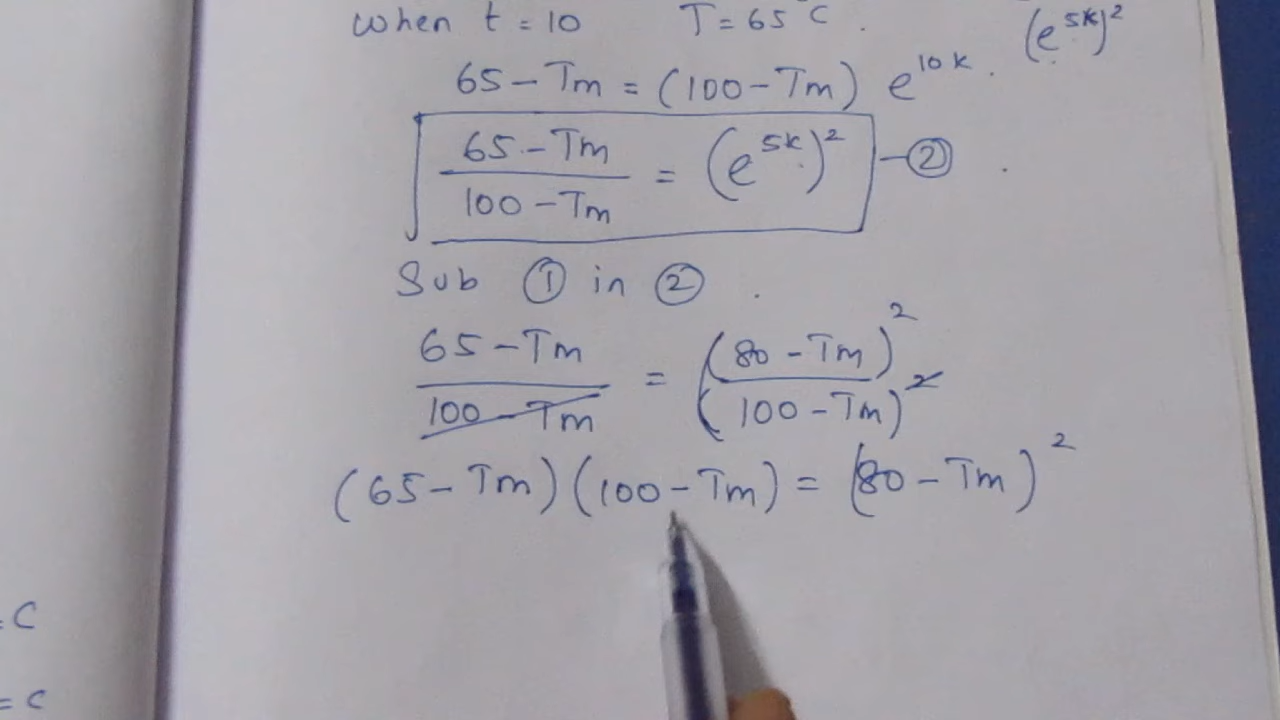 When t = 10 T = 65°C.
(e^5k)^2
65 - Tm = (100 - Tm) e^10k.
65 - Tm / 100 - Tm = (e^5k)^2 - ②
Sub ① in ②.
65 - Tm / 100 - Tm = (80 - Tm)^2 / (100 - Tm)^2
(65 - Tm) (100 - Tm) = (80 - Tm)^2
= C
= C